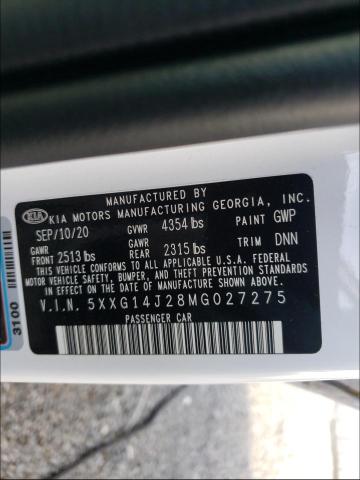 MANUFACTURED BY
KIA KIA MOTORS MANUFACTURING GEORGIA, INC.
SEP/10/20 GVWR 4354 lbs PAINT GWP
GAWR FRONT 2513 lbs GAWR REAR 2315 lbs TRIM DNN
THIS VEHICLE CONFORMS TO ALL APPLICABLE U.S.A. FEDERAL
MOTOR VEHICLE SAFETY, BUMPER, AND THEFT PREVENTION
STANDARDS IN EFFECT ON THE DATE OF MANUFACTURE SHOWN ABOVE.
V.I.N. 5XXG14J28MG027275
PASSENGER CAR
3100